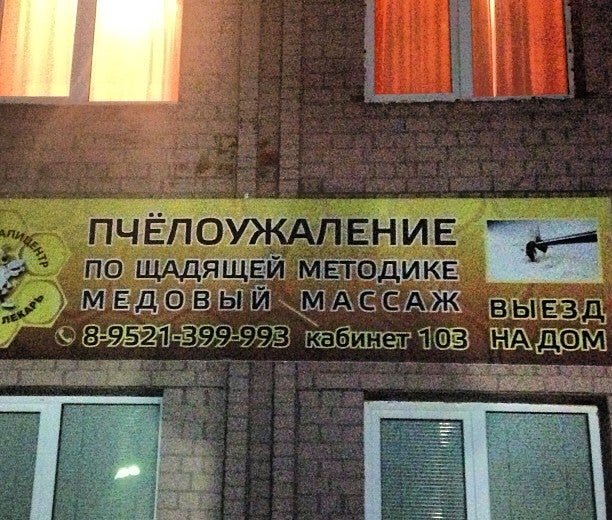 ПЧЁЛОУЖАЛЕНИЕ
ПО ЩАДЯЩЕЙ МЕТОДИКЕ
МЕДОВЫЙ МАССАЖ
8-9521-399-993 кабинет 103
ВЫЕЗД
НА ДОМ
ЛЕКАРЬ